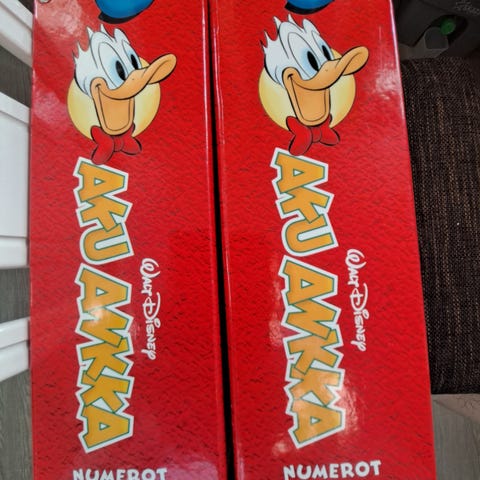 AKU ANKKA
WALT DISNEY
NUMEROT
AKU ANKKA
WALT DISNEY
NUMEROT